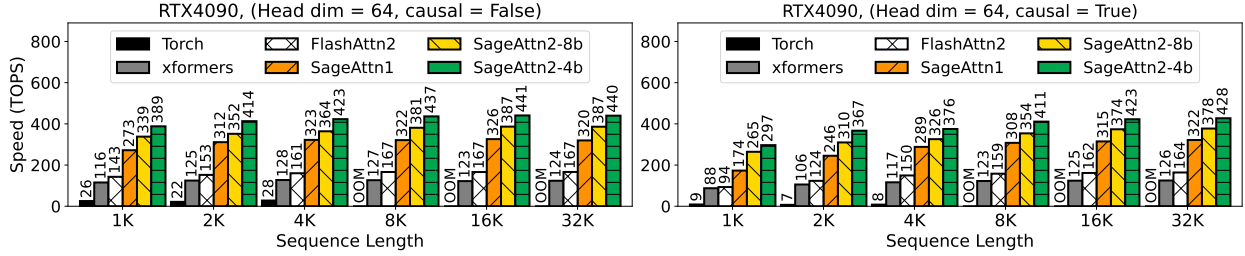 RTX4090, (Head dim = 64, causal = False)
Speed (TOPS)
800
600
400
200
0
Torch
xformers
FlashAttn2
SageAttn1
SageAttn2-8b
SageAttn2-4b
26 116 143 273 339 389
22 125 153 312 352 414
28 128 161 323 364 423
OOM 127 167 322 381 437
OOM 123 167 326 387 441
OOM 124 167 320 387 440
1K 2K 4K 8K 16K 32K
Sequence Length
RTX4090, (Head dim = 64, causal = True)
800
600
400
200
0
Torch
xformers
FlashAttn2
SageAttn1
SageAttn2-8b
SageAttn2-4b
9 88 94 174 265 297
7 106 124 246 310 367
8 117 150 289 326 376
OOM 123 159 308 354 411
OOM 125 162 315 374 423
OOM 126 164 322 378 428
1K 2K 4K 8K 16K 32K
Sequence Length